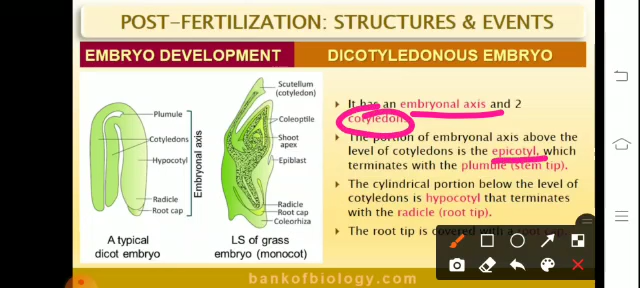 POST-FERTILIZATION: STRUCTURES & EVENTS
EMBRYO DEVELOPMENT
DICOTYLEDONOUS EMBRYO
Plumule
Cotyledons
Hypocotyl
Radicle
Root cap
Embryonal axis
A typical
dicot embryo
Scutellum
(cotyledon)
Coleoptile
Shoot
apex
Epiblast
Radicle
Root cap
Coleorhiza
LS of grass
embryo (monocot)
It has an embryonal axis and 2
cotyledons.
The portion of embryonal axis above the
level of cotyledons is the epicotyl, which
terminates with the plumule (stem tip).
The cylindrical portion below the level of
cotyledons is hypocotyl that terminates
with the radicle (root tip).
The root tip is covered with a root cap.
bankofbiology.com